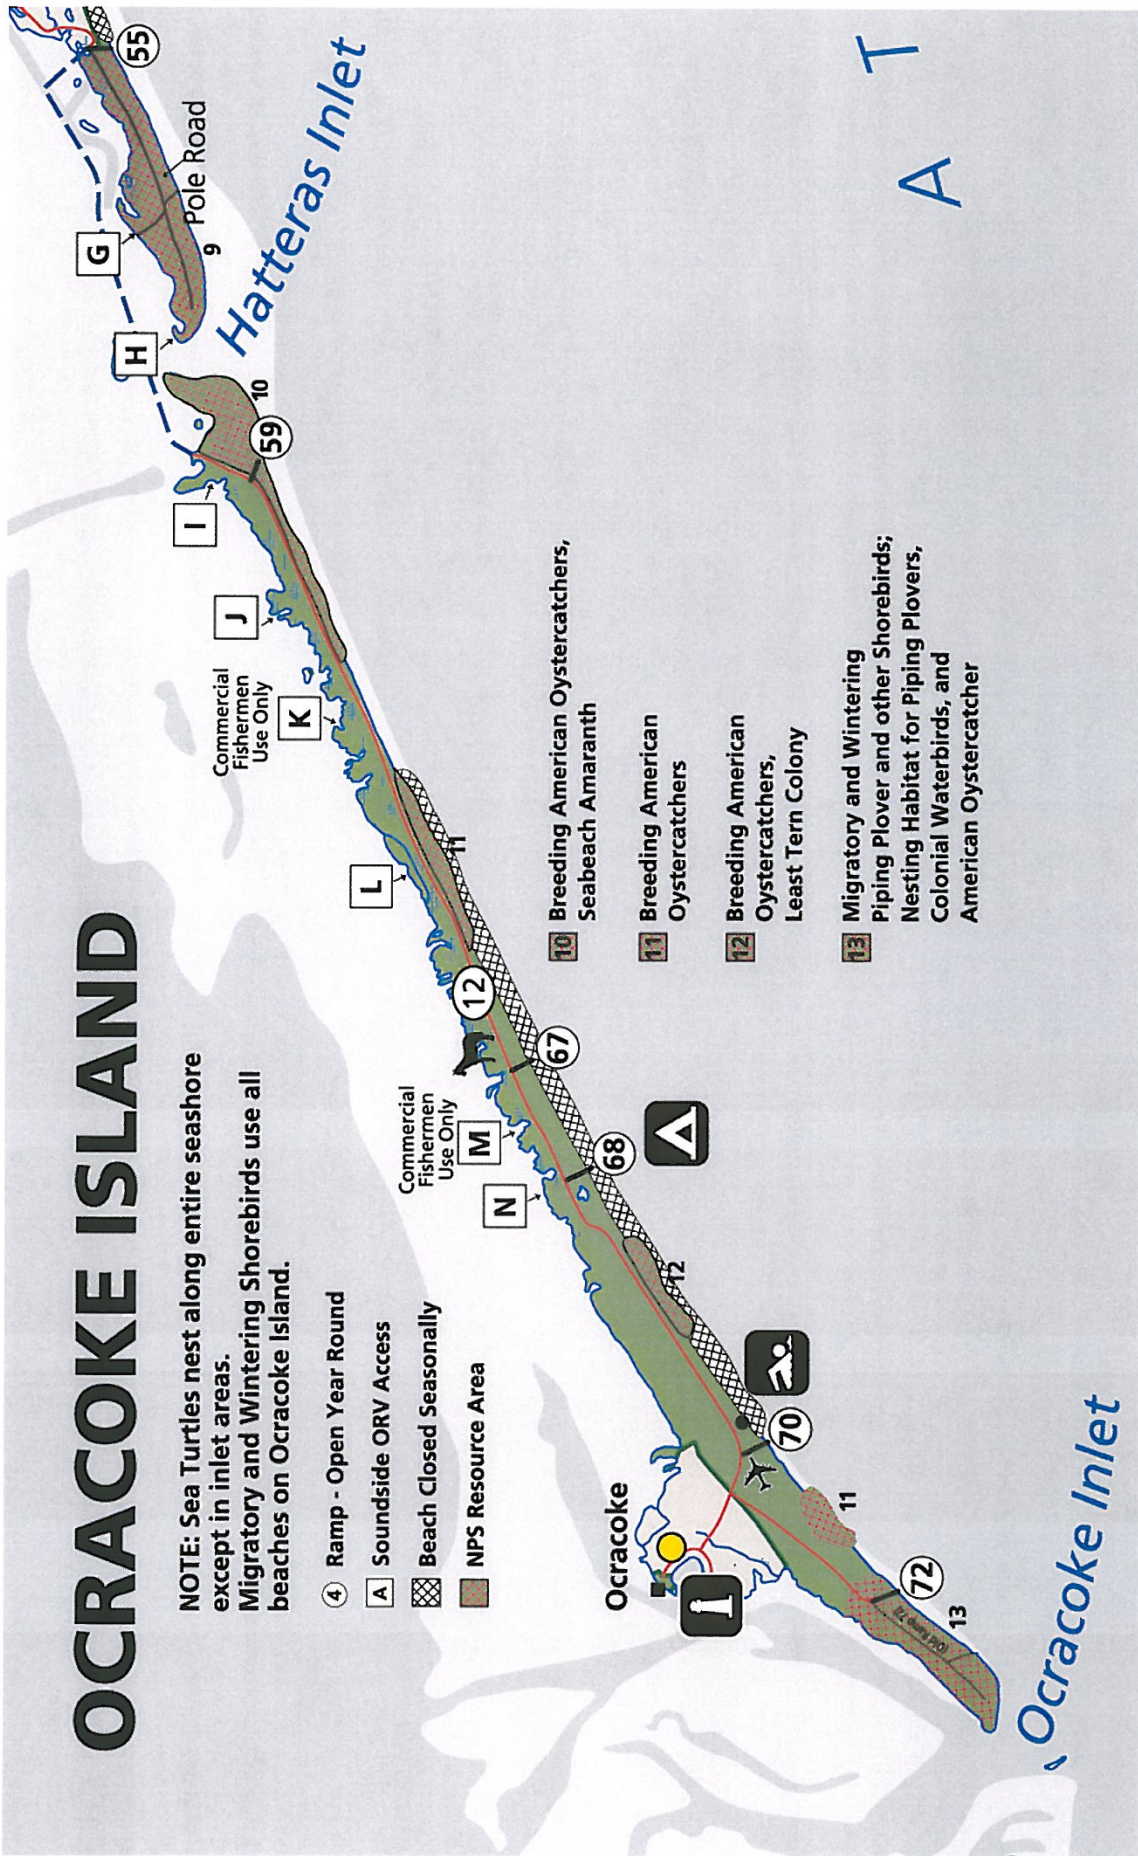 OCRACOKE ISLAND
NOTE: Sea Turtles nest along entire seashore
except in inlet areas.
Migratory and Wintering Shorebirds use all
beaches on Ocracoke Island.
4 Ramp - Open Year Round
A Soundside ORV Access
Beach Closed Seasonally
NPS Resource Area
Ocracoke
Commercial
Fishermen
Use Only
M
N
12
67
68
12
70
11
72
13
(Old Ramp 72)
Ocracoke Inlet
L
11
Commercial
Fishermen
Use Only
K
J
I
59
10
H
G
9
Pole Road
55
Hatteras Inlet
A T
10 Breeding American Oystercatchers,
Seabeach Amaranth
11 Breeding American
Oystercatchers
12 Breeding American
Oystercatchers,
Least Tern Colony
13 Migratory and Wintering
Piping Plover and other Shorebirds;
Nesting Habitat for Piping Plovers,
Colonial Waterbirds, and
American Oystercatcher